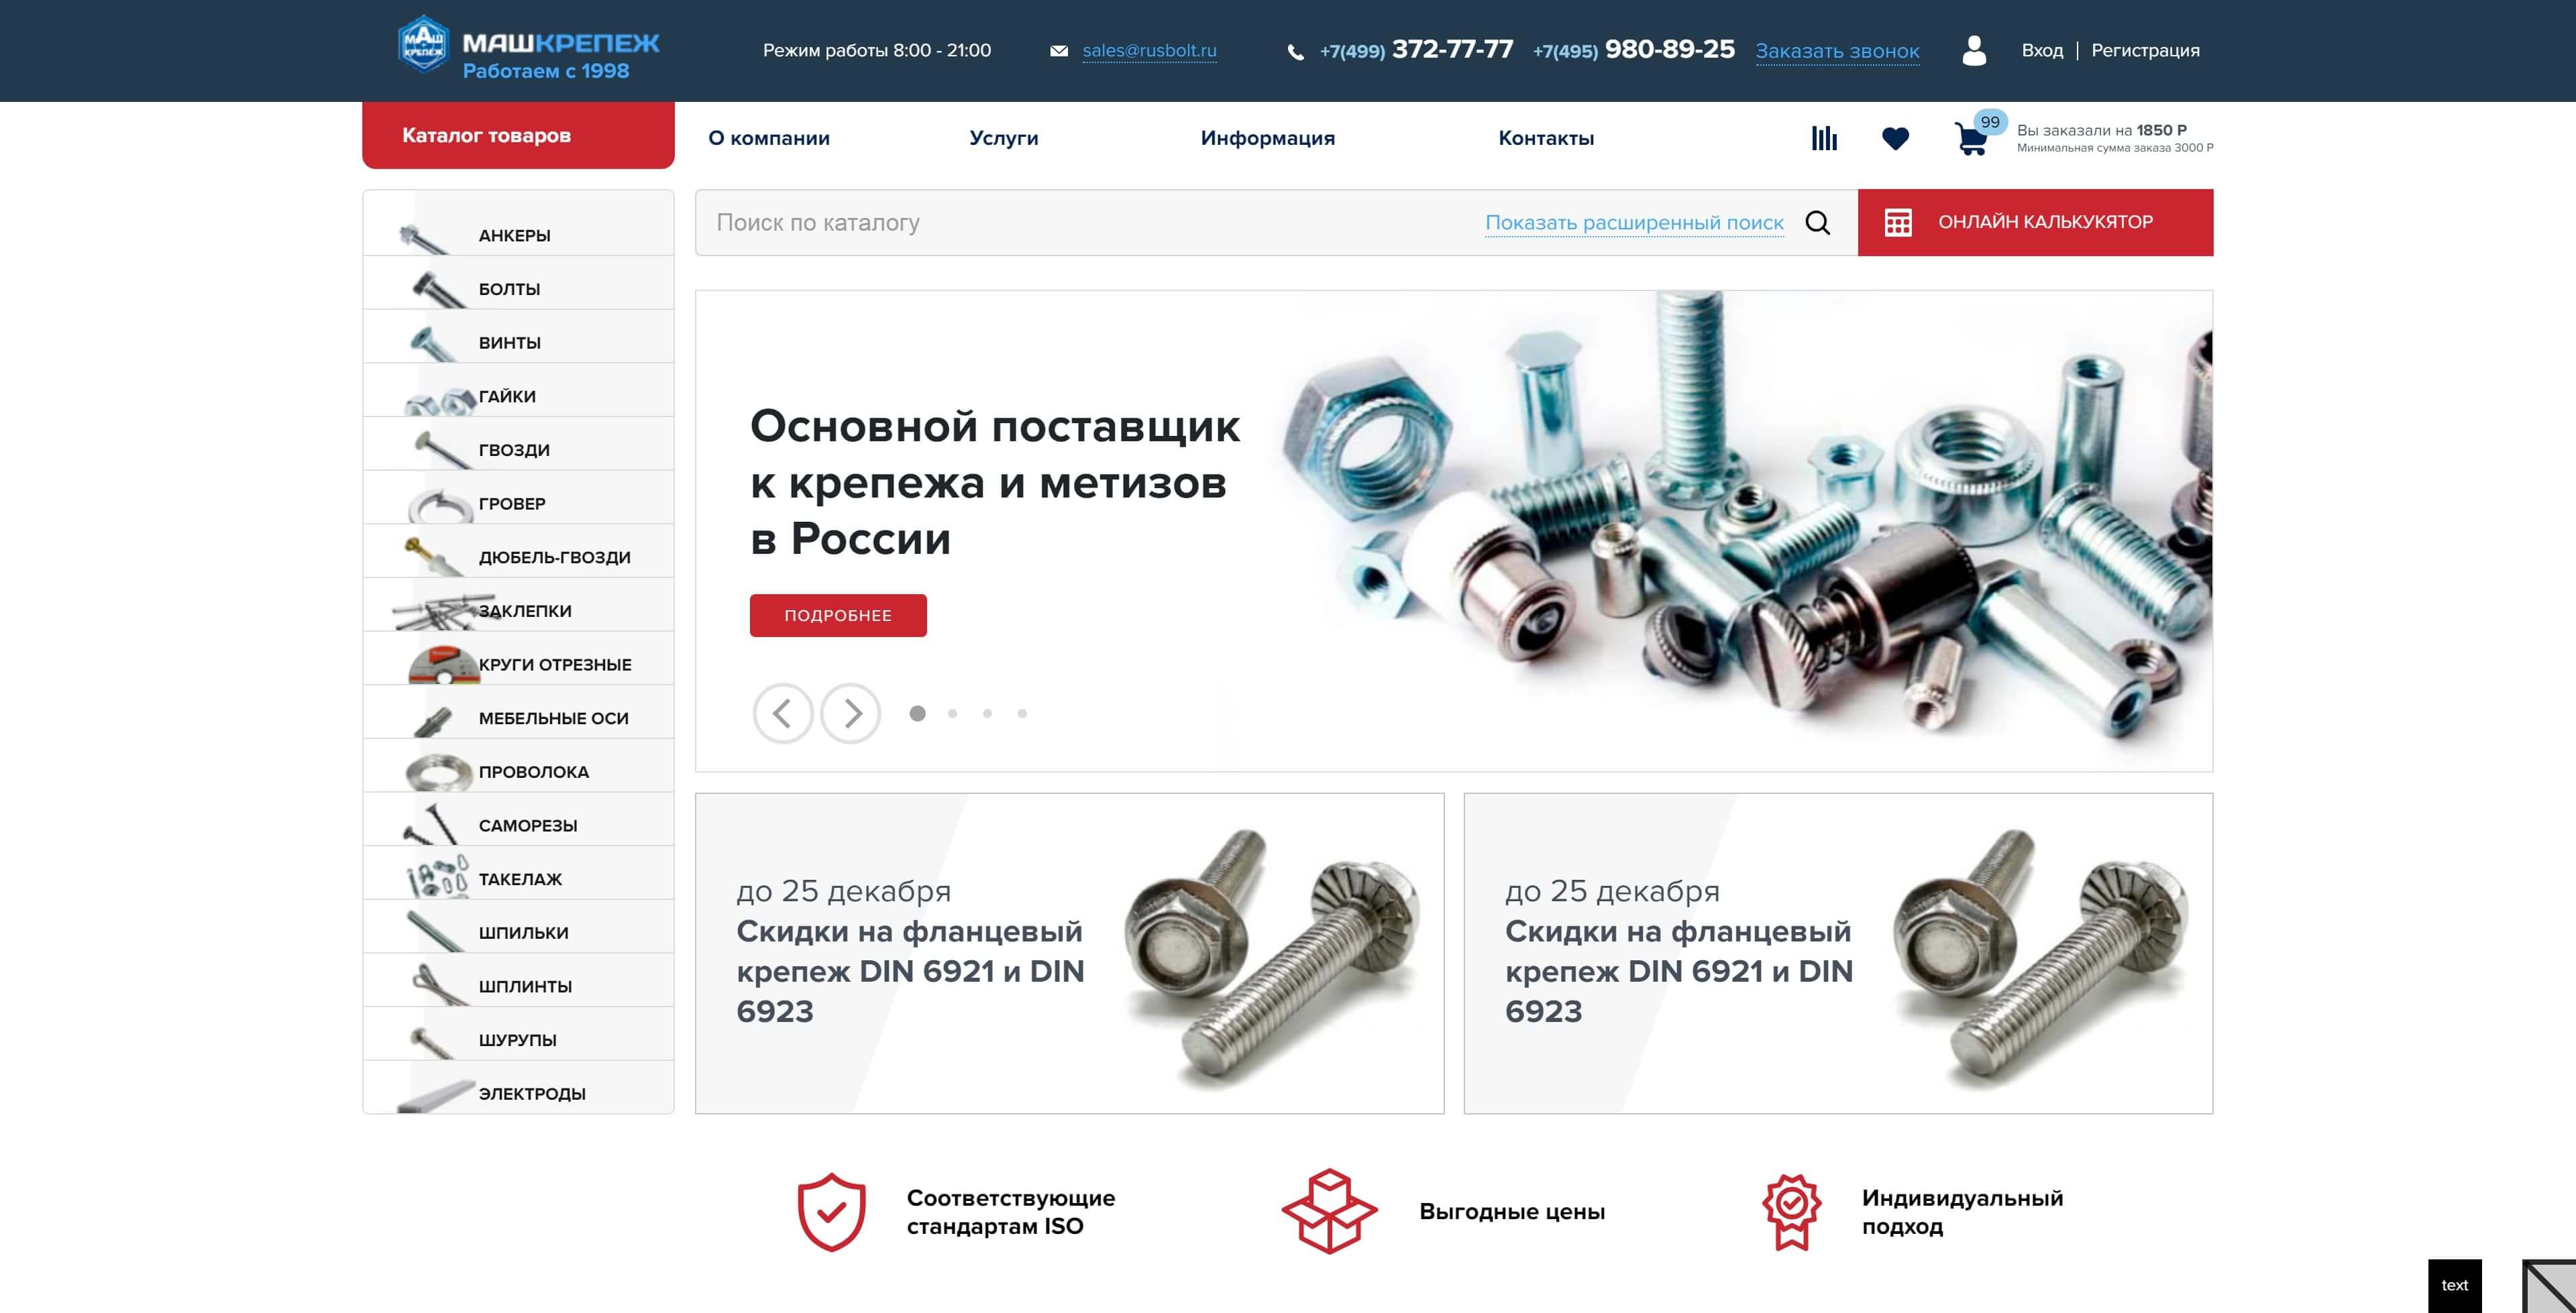 МАШ
КРЕПЕЖ
МАШКРЕПЕЖ
Работаем с 1998
Режим работы 8:00 - 21:00
sales@rusbolt.ru
+7(499) 372-77-77
+7(495) 980-89-25
Заказать звонок
Вход | Регистрация
Каталог товаров
О компании
Услуги
Информация
Контакты
99
Вы заказали на 1850 Р
Минимальная сумма заказа 3000 Р
Поиск по каталогу
Показать расширенный поиск
ОНЛАЙН КАЛЬКУКЯТОР
АНКЕРЫ
БОЛТЫ
ВИНТЫ
ГАЙКИ
ГВОЗДИ
ГРОВЕР
ДЮБЕЛЬ-ГВОЗДИ
ЗАКЛЕПКИ
КРУГИ ОТРЕЗНЫЕ
МЕБЕЛЬНЫЕ ОСИ
ПРОВОЛОКА
САМОРЕЗЫ
ТАКЕЛАЖ
ШПИЛЬКИ
ШПЛИНТЫ
ШУРУПЫ
ЭЛЕКТРОДЫ
Основной поставщик
к крепежа и метизов
в России
ПОДРОБНЕЕ
до 25 декабря
Скидки на фланцевый
крепеж DIN 6921 и DIN
6923
до 25 декабря
Скидки на фланцевый
крепеж DIN 6921 и DIN
6923
Соответствующие
стандартам ISO
Выгодные цены
Индивидуальный
подход
text